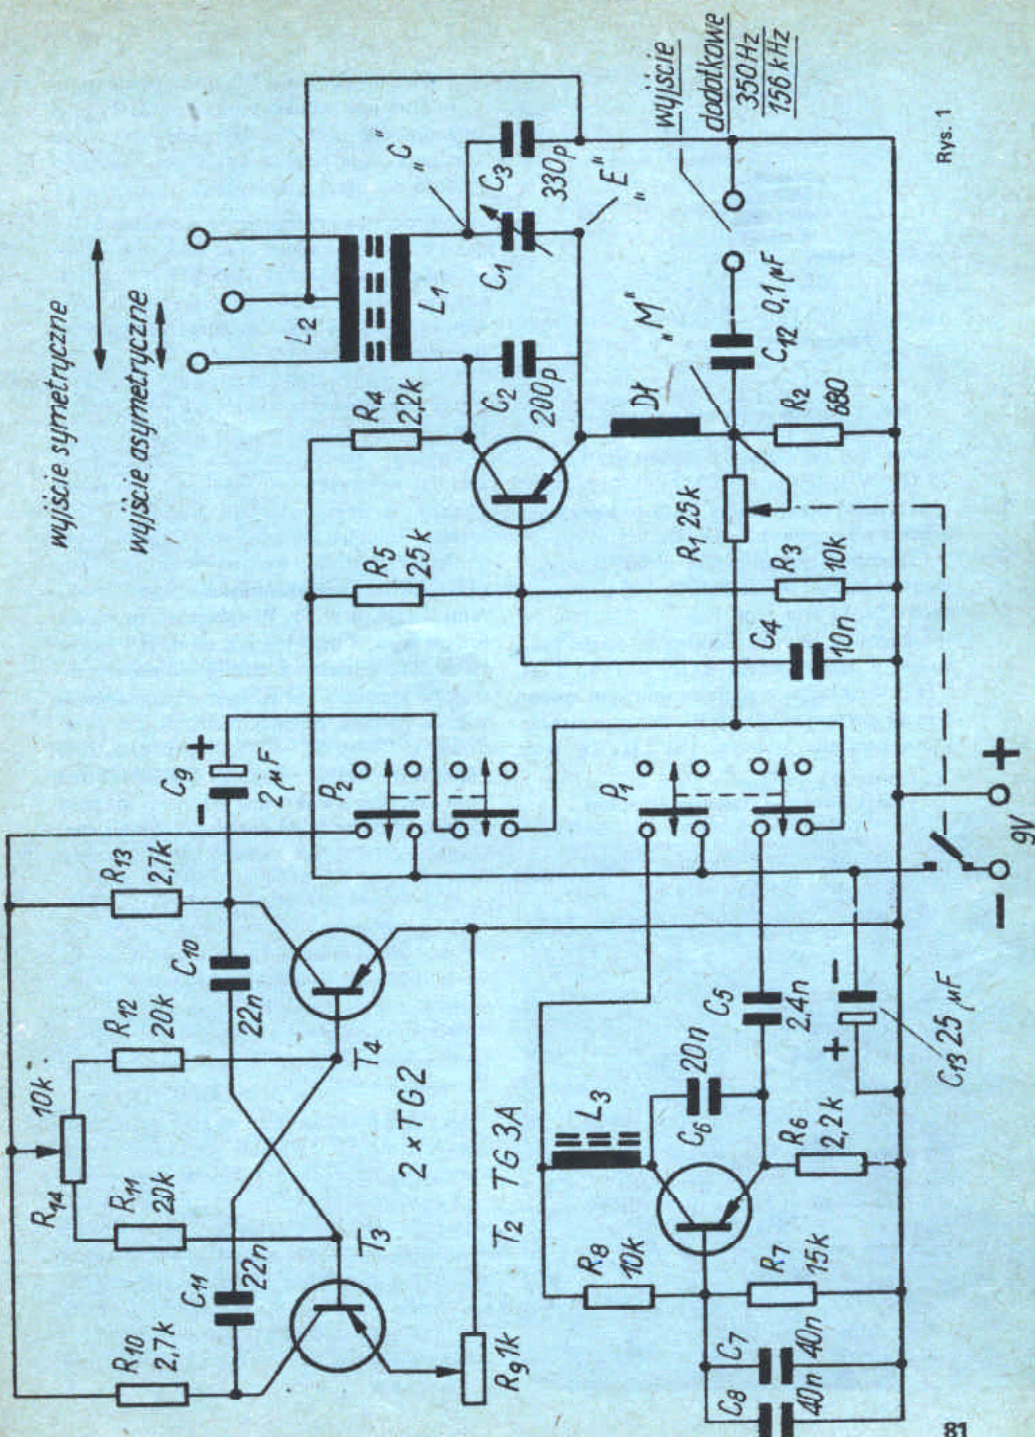 wyjście symetryczne
wyjście asymetryczne
wyjście
dodatkowe
350Hz
156 kHz
L2
L1
„C"
C3
330p
C1
„E"
C2
200p
R4
2,2k
R5
25k
Dł
„M"
C12 0,1μF
R2
680
R1 25k
R3
10k
C4
10n
C9
- +
2μF
P2
P1
R13
2,7k
C10
22n
R12
20k
10k
R14
R11
20k
C11
22n
R10
2,7k
T4
T3
2×TG2
R9 1k
T2 TG 3A
L3
C6
20n
C5
2,4n
R8
10k
R6
2,2k
R7
15k
C7
40n
C8
40n
+ -
C13 25 μF
- +
9V
Rys. 1
81